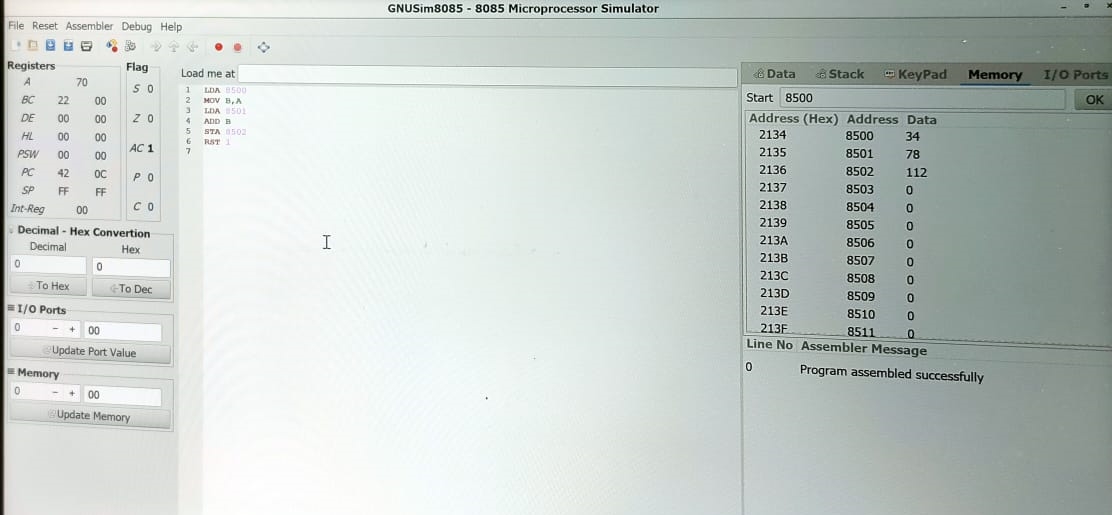 GNUSim8085 - 8085 Microprocessor Simulator
File Reset Assembler Debug Help
Registers
A 70
BC 22 00
DE 00 00
HL 00 00
PSW 00 00
PC 42 0C
SP FF FF
Int-Reg 00
Flag
S 0
Z 0
AC 1
P 0
C 0
Decimal - Hex Convertion
Decimal Hex
0 0
To Hex To Dec
I/O Ports
0 - + 00
Update Port Value
Memory
0 - + 00
Update Memory
Load me at
1 LDA 8500
2 MOV B,A
3 LDA 8501
4 ADD B
5 STA 8502
6 RST 1
7
Data Stack KeyPad Memory I/O Ports
Start 8500 OK
Address (Hex) Address Data
2134 8500 34
2135 8501 78
2136 8502 112
2137 8503 0
2138 8504 0
2139 8505 0
213A 8506 0
213B 8507 0
213C 8508 0
213D 8509 0
213E 8510 0
213F 8511 0
Line No Assembler Message
0 Program assembled successfully